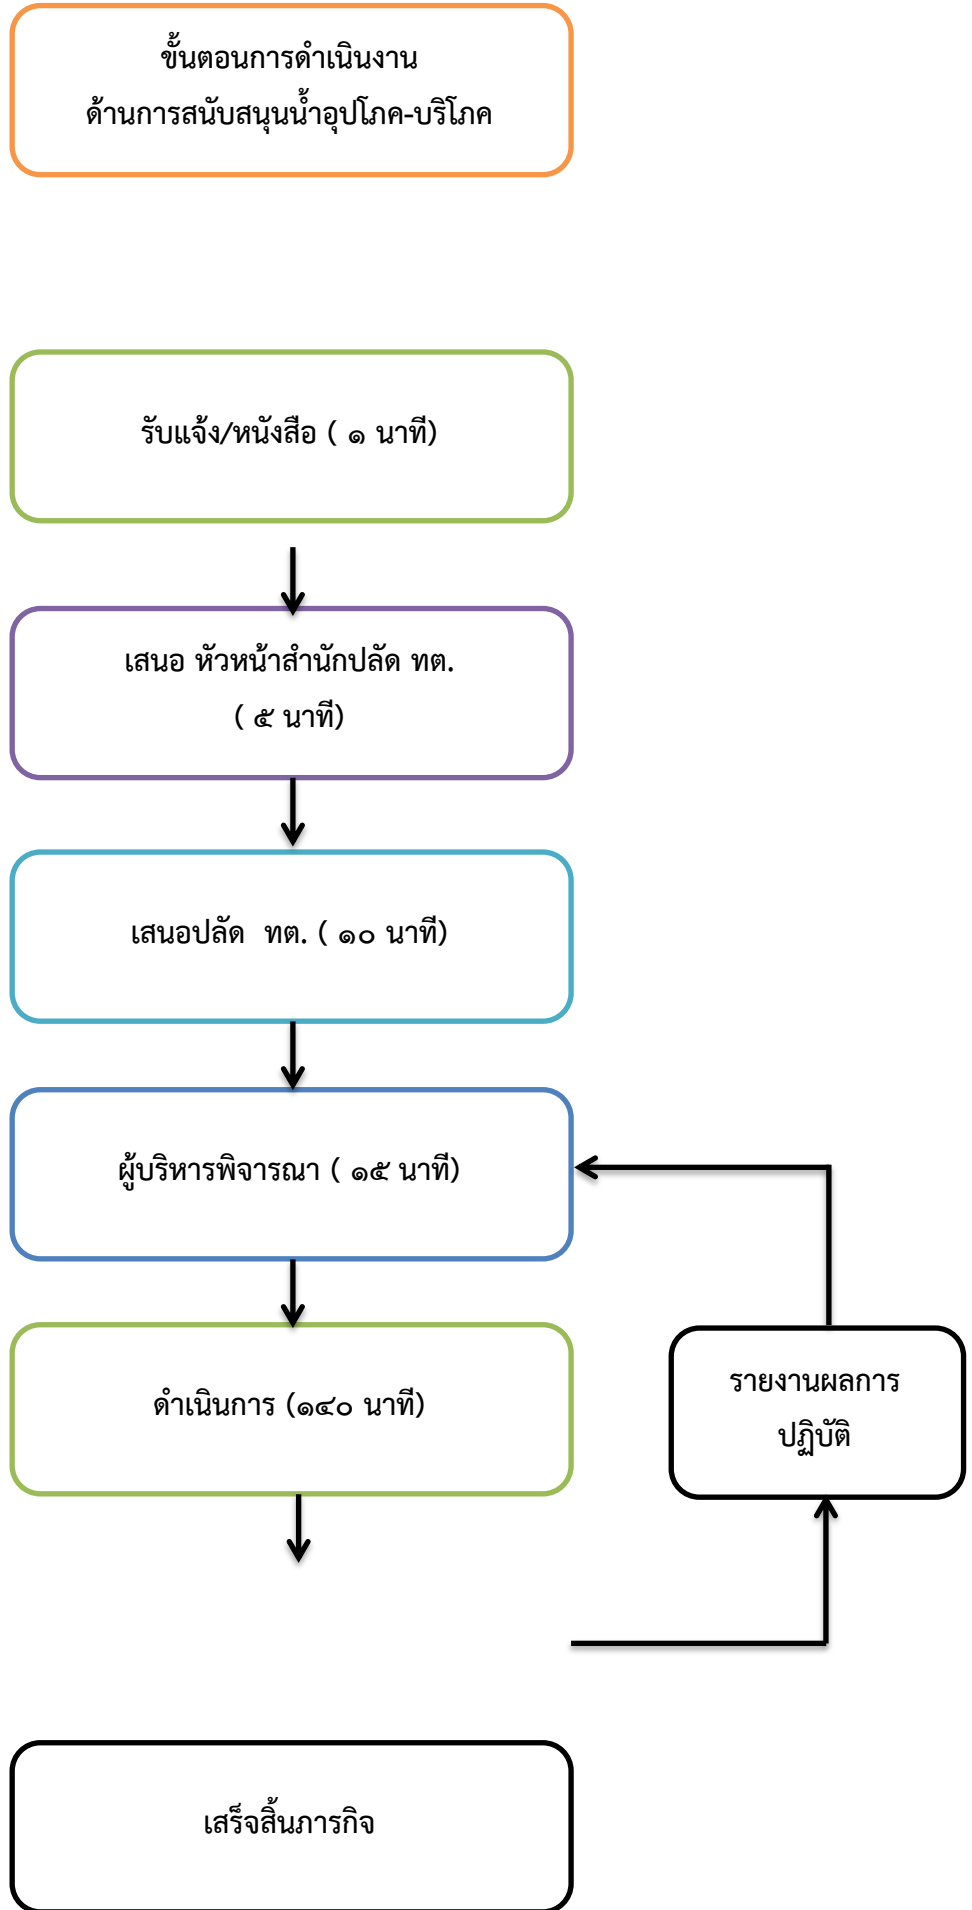 ขั้นตอนการดำเนินงาน
ด้านการสนับสนุนน้ำอุปโภค-บริโภค
รับแจ้ง/หนังสือ ( ๑ นาที)
เสนอ หัวหน้าสำนักปลัด ทต.
( ๕ นาที)
เสนอปลัด  ทต. ( ๑๐ นาที)
ผู้บริหารพิจารณา ( ๑๕ นาที)
ดำเนินการ (๑๔๐ นาที)
รายงานผลการ
ปฏิบัติ
เสร็จสิ้นภารกิจ